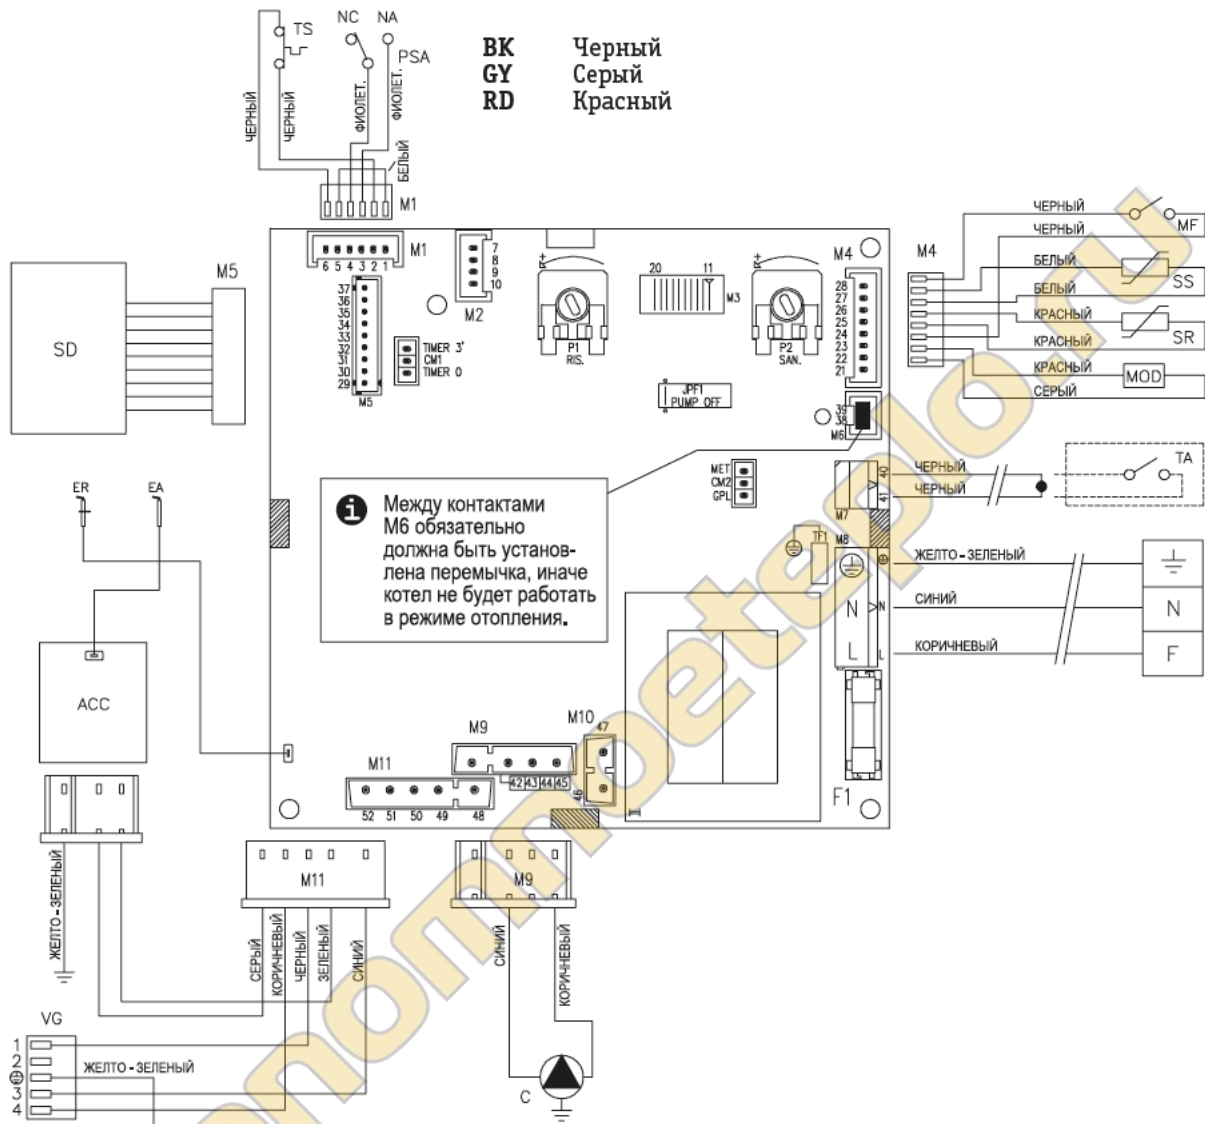 TS
NC NA
PSA
BK Черный
GY Серый
RD Красный
ЧЕРНЫЙ
ЧЕРНЫЙ
ФИОЛЕТ.
ФИОЛЕТ.
БЕЛЫЙ
M1
SD
M5
M1
6 5 4 3 2 1
37
36
35
34
33
32
31
30
29
M5
7
8
9
10
M2
TIMER 3'
CM1
TIMER 0
P1
RIS.
20 11
M3
P2
SAN.
JPF1
PUMP OFF
M4
28
27
26
25
24
23
22
21
39
38
M6
M4
ЧЕРНЫЙ
MF
ЧЕРНЫЙ
БЕЛЫЙ
SS
БЕЛЫЙ
КРАСНЫЙ
SR
КРАСНЫЙ
КРАСНЫЙ
MOD
СЕРЫЙ
MET
CM2
GPL
40
41
M7
ЧЕРНЫЙ
ЧЕРНЫЙ
TA
ER EA
i
Между контактами
M6 обязательно
должна быть установ-
лена перемычка, иначе
котел не будет работать
в режиме отопления.
TF1
M8
N N
L L
ЖЕЛТО - ЗЕЛЕНЫЙ
СИНИЙ
N
КОРИЧНЕВЫЙ
F
F1
ACC
M9
42 43 44 45
M10
47
46
M11
52 51 50 49 48
M11
M9
ЖЕЛТО - ЗЕЛЕНЫЙ
СЕРЫЙ
КОРИЧНЕВЫЙ
ЧЕРНЫЙ
ЗЕЛЕНЫЙ
СИНИЙ
СИНИЙ
КОРИЧНЕВЫЙ
C
VG
1
2
3
4
ЖЕЛТО - ЗЕЛЕНЫЙ
nommoeteplo.ru